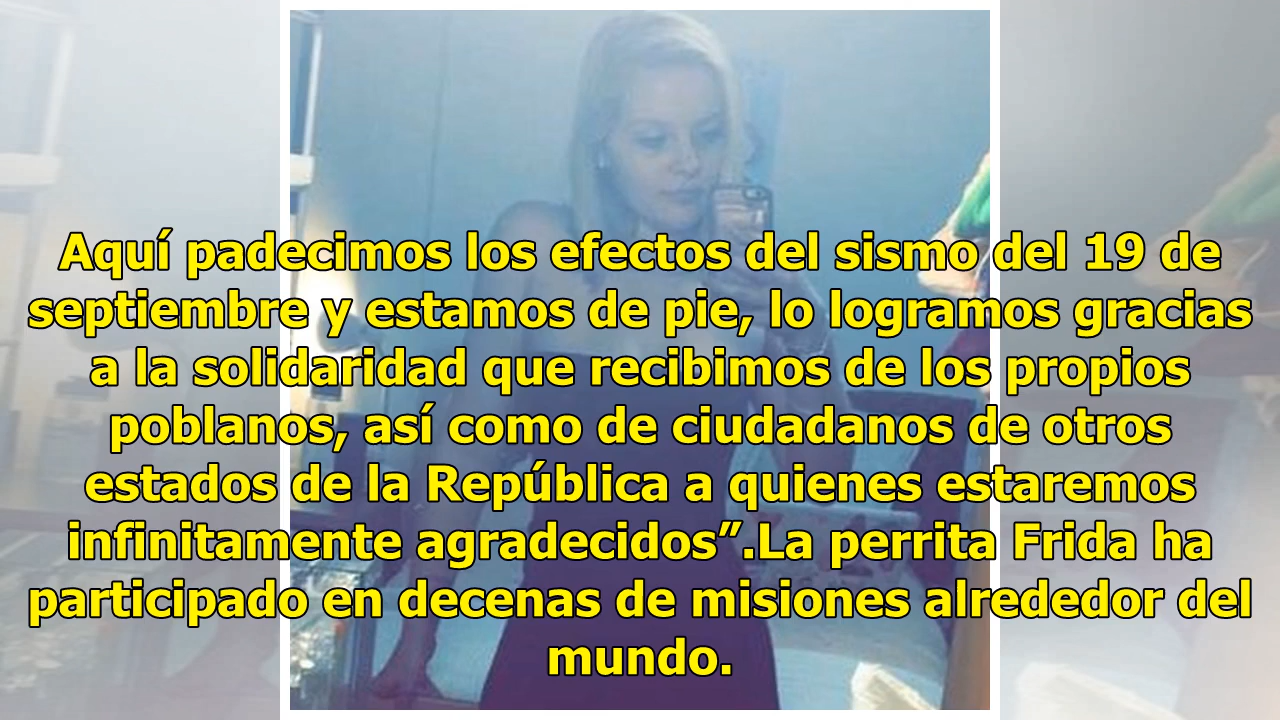 Aquí padecimos los efectos del sismo del 19 de
septiembre y estamos de pie, lo logramos gracias
a la solidaridad que recibimos de los propios
poblanos, así como de ciudadanos de otros
estados de la República a quienes estaremos
infinitamente agradecidos”.La perrita Frida ha
participado en decenas de misiones alrededor del
mundo.